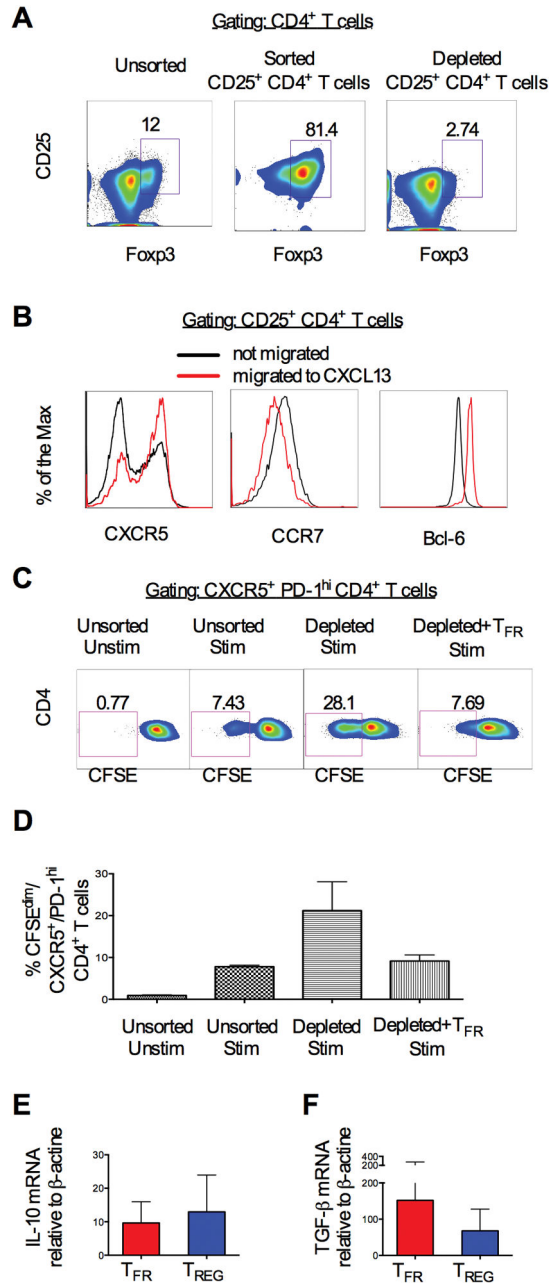 A
Gating: CD4+ T cells
Unsorted
Sorted
CD25+ CD4+ T cells
Depleted
CD25+ CD4+ T cells
12
81.4
2.74
CD25
Foxp3
Foxp3
Foxp3
B
Gating: CD25+ CD4+ T cells
not migrated
migrated to CXCL13
% of the Max
CXCR5
CCR7
Bcl-6
C
Gating: CXCR5+ PD-1hi CD4+ T cells
Unsorted
Unstim
Unsorted
Stim
Depleted
Stim
Depleted+TFR
Stim
0.77
7.43
28.1
7.69
CD4
CFSE
CFSE
CFSE
CFSE
D
% CFSEdim/
CXCR5+/PD-1hi
CD4+ T cells
30
20
10
0
Unsorted
Unstim
Unsorted
Stim
Depleted
Stim
Depleted+TFR
Stim
E
IL-10 mRNA
relative to β-actine
30
20
10
0
TFR
TREG
F
TGF-β mRNA
relative to β-actine
400
200
200
100
0
TFR
TREG